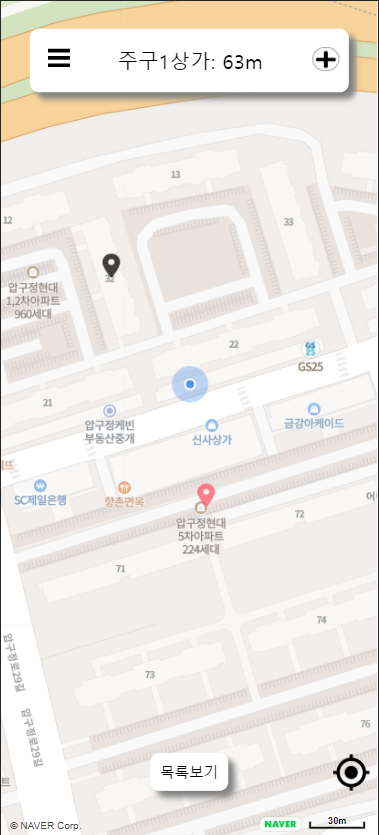 주구1상가: 63m
13
12
33
32
압구정현대
1,2차아파트
960세대
22
GS
25
GS25
21
압구정케빈
부동산중개
신사상가
금강아케이드
SC제일은행
향촌면옥
압구정현대
5차아파트
224세대
72
71
74
73
압구정로29길
압구정로29길
76
목록보기
© NAVER Corp.
NAVER
30m